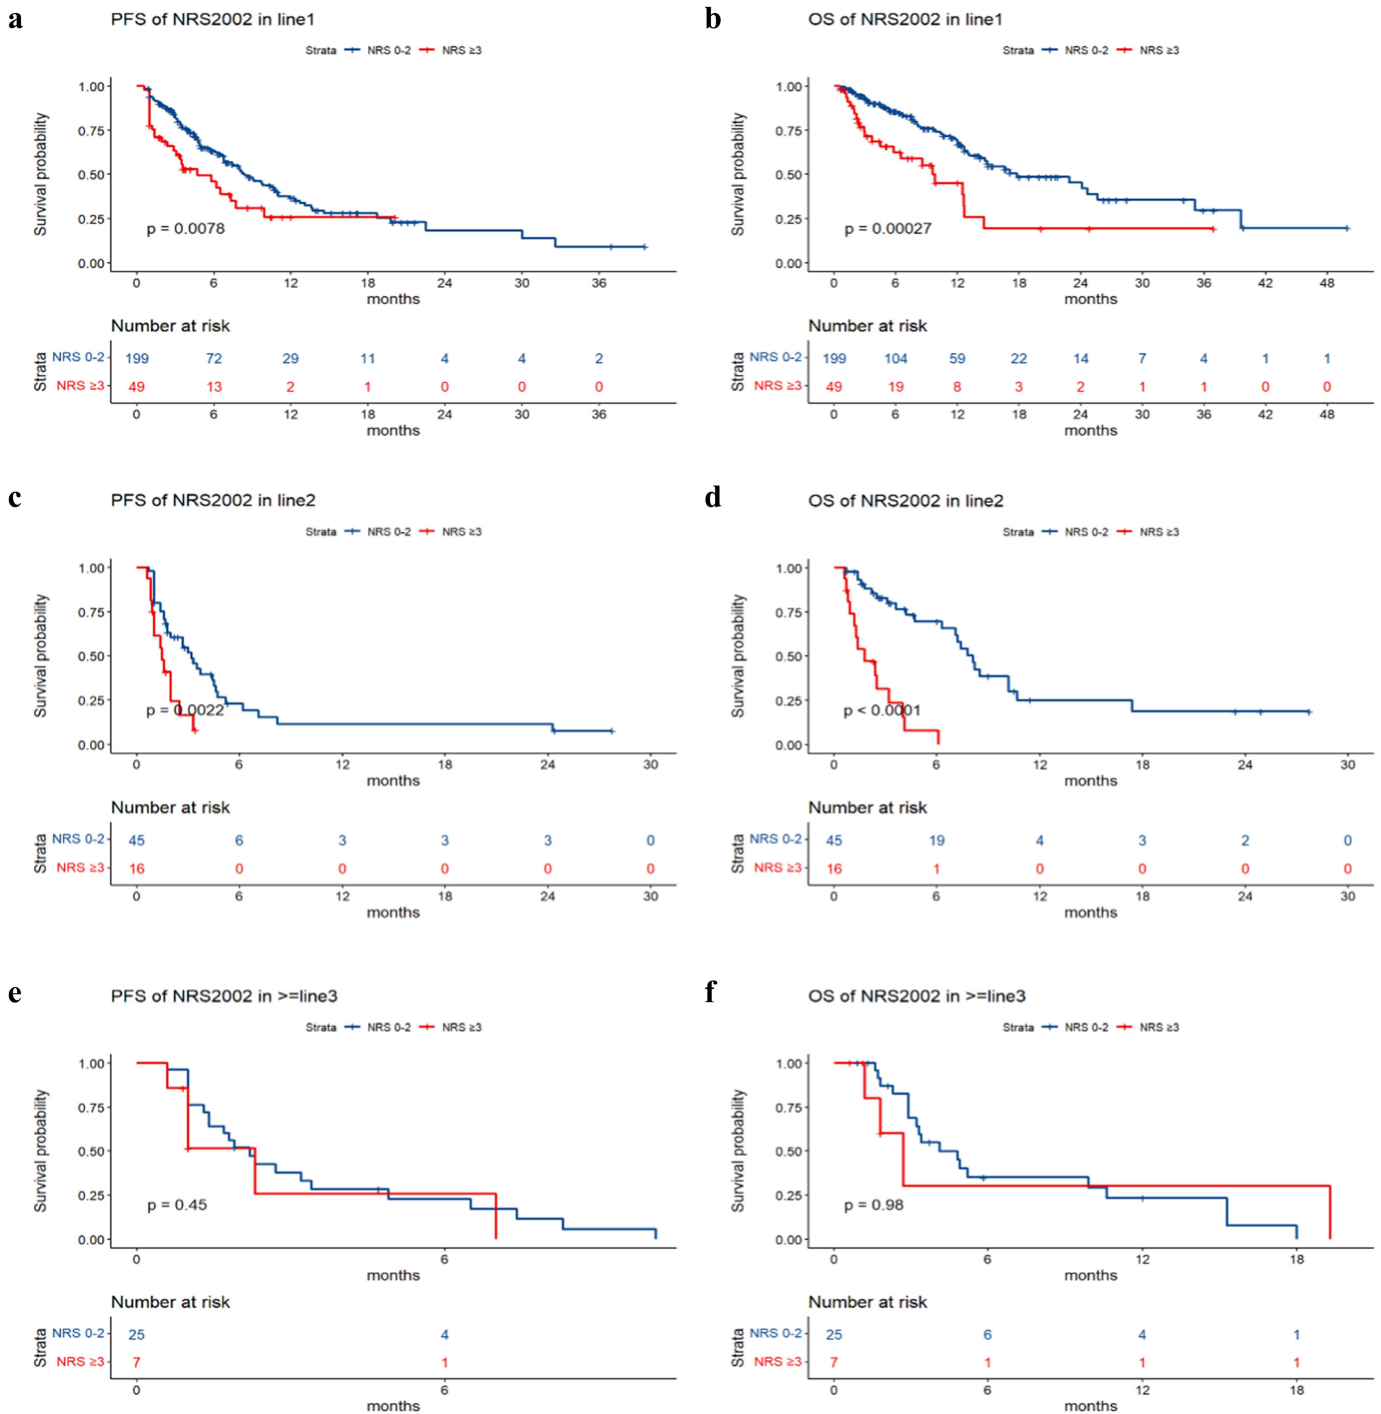 a
PFS of NRS2002 in line1
Strata NRS 0-2 NRS ≥3
Survival probability
1.00
0.75
0.50
0.25
0.00
p = 0.0078
0 6 12 18 24 30 36
months
Number at risk
Strata
NRS 0-2 199 72 29 11 4 4 2
NRS ≥3 49 13 2 1 0 0 0
0 6 12 18 24 30 36
months
b
OS of NRS2002 in line1
Strata NRS 0-2 NRS ≥3
Survival probability
1.00
0.75
0.50
0.25
0.00
p = 0.00027
0 6 12 18 24 30 36 42 48
months
Number at risk
Strata
NRS 0-2 199 104 59 22 14 7 4 1 1
NRS ≥3 49 19 8 3 2 1 1 0 0
0 6 12 18 24 30 36 42 48
months
c
PFS of NRS2002 in line2
Strata NRS 0-2 NRS ≥3
Survival probability
1.00
0.75
0.50
0.25
0.00
p = 0.0022
0 6 12 18 24 30
months
Number at risk
Strata
NRS 0-2 45 6 3 3 3 0
NRS ≥3 16 0 0 0 0 0
0 6 12 18 24 30
months
d
OS of NRS2002 in line2
Strata NRS 0-2 NRS ≥3
Survival probability
1.00
0.75
0.50
0.25
0.00
p < 0.0001
0 6 12 18 24 30
months
Number at risk
Strata
NRS 0-2 45 19 4 3 2 0
NRS ≥3 16 1 0 0 0 0
0 6 12 18 24 30
months
e
PFS of NRS2002 in >=line3
Strata NRS 0-2 NRS ≥3
Survival probability
1.00
0.75
0.50
0.25
0.00
p = 0.45
0 6
months
Number at risk
Strata
NRS 0-2 25 4
NRS ≥3 7 1
0 6
months
f
OS of NRS2002 in >=line3
Strata NRS 0-2 NRS ≥3
Survival probability
1.00
0.75
0.50
0.25
0.00
p = 0.98
0 6 12 18
months
Number at risk
Strata
NRS 0-2 25 6 4 1
NRS ≥3 7 1 1 1
0 6 12 18
months